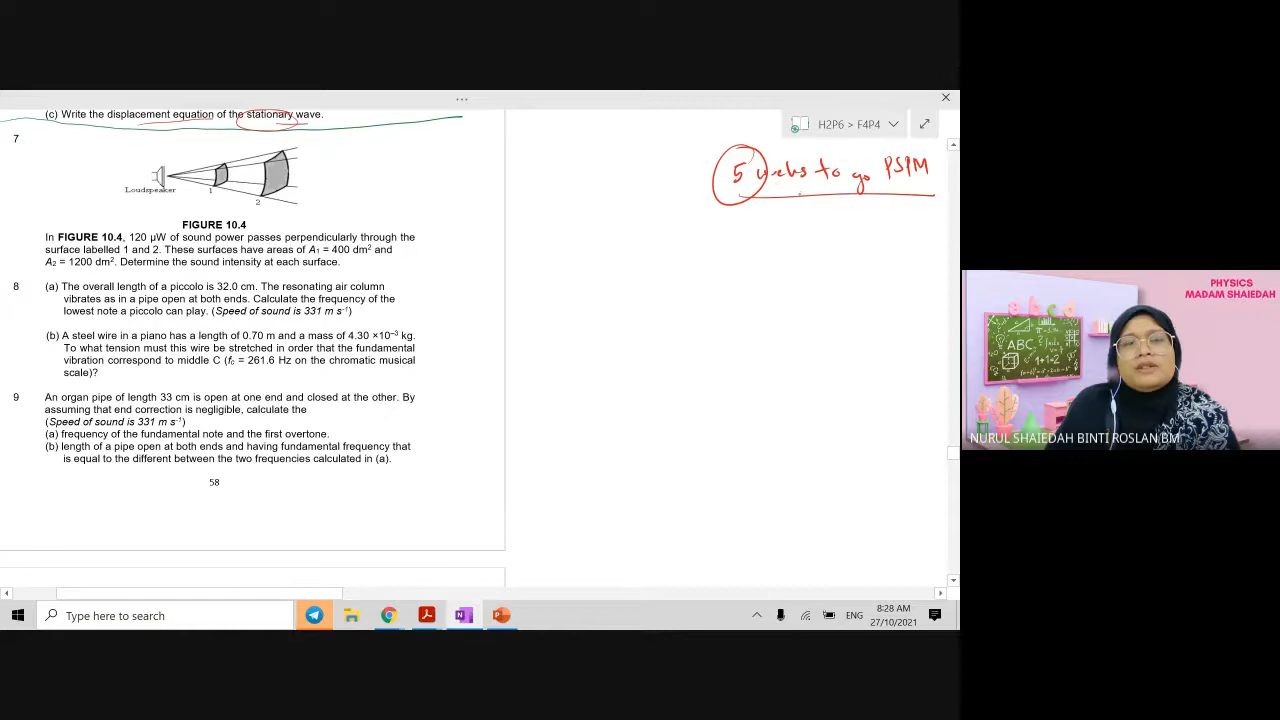 (c) Write the displacement equation of the stationary wave.
H2P6 > F4P4
7
5 weeks to go PSPM
Loudspeaker
1
2
FIGURE 10.4
In FIGURE 10.4, 120 μW of sound power passes perpendicularly through the
surface labelled 1 and 2. These surfaces have areas of A1 = 400 dm² and
A2 = 1200 dm². Determine the sound intensity at each surface.
8 (a) The overall length of a piccolo is 32.0 cm. The resonating air column
vibrates as in a pipe open at both ends. Calculate the frequency of the
lowest note a piccolo can play. (Speed of sound is 331 m s⁻¹)
(b) A steel wire in a piano has a length of 0.70 m and a mass of 4.30 ×10⁻³ kg.
To what tension must this wire be stretched in order that the fundamental
vibration correspond to middle C (fc = 261.6 Hz on the chromatic musical
scale)?
9 An organ pipe of length 33 cm is open at one end and closed at the other. By
assuming that end correction is negligible, calculate the
(Speed of sound is 331 m s⁻¹)
(a) frequency of the fundamental note and the first overtone.
(b) length of a pipe open at both ends and having fundamental frequency that
is equal to the different between the two frequencies calculated in (a).
58
PHYSICS
MADAM SHAIEDAH
a b c d
ABC
1+1=2
NURUL SHAIEDAH BINTI ROSLAN BM
Type here to search
ENG
8:28 AM
27/10/2021